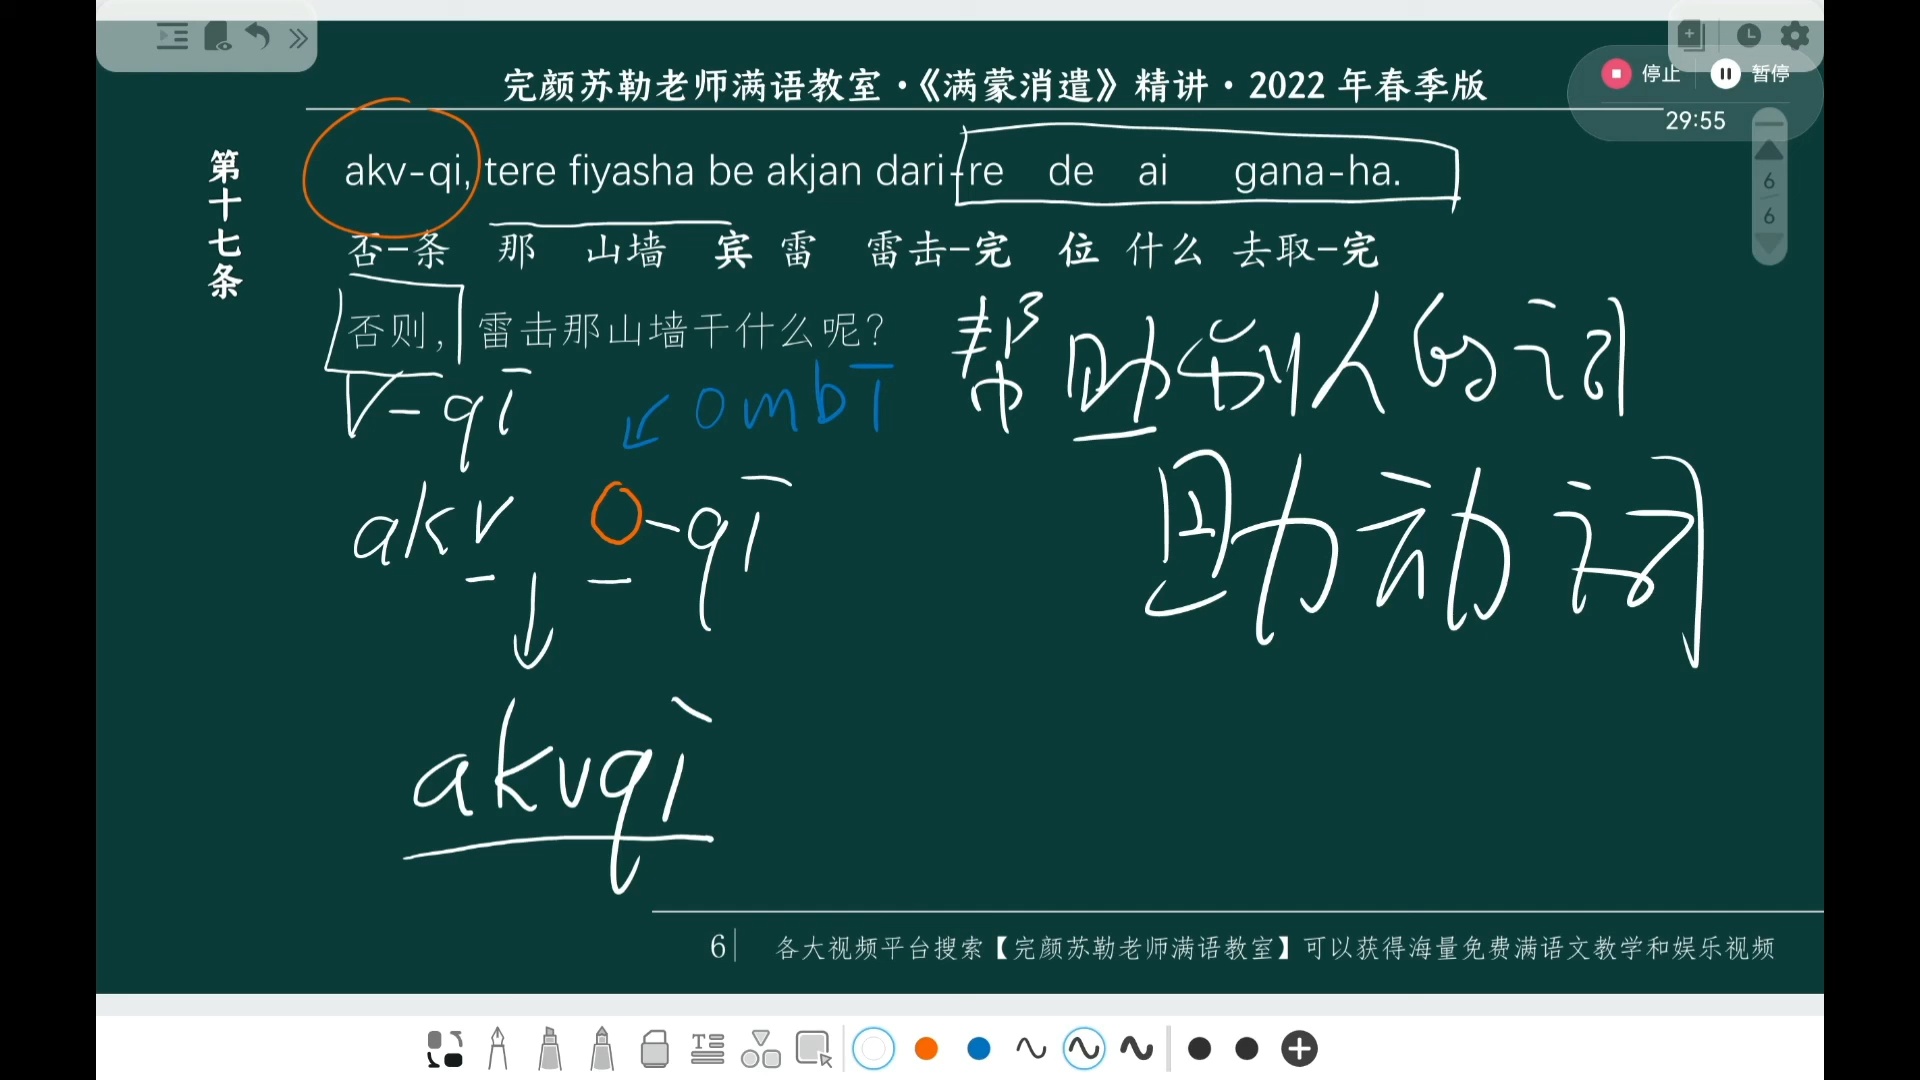 完颜苏勒老师满语教室·《满蒙消遣》精讲·2022 年春季版
停止 暂停
29:55
第十七条
akv-qi, tere fiyasha be akjan dari-re de ai gana-ha.
否-条 那 山墙 宾 雷 雷击-完 位 什么 去取-完
否则，雷击那山墙干什么呢？
V-qi
ombi
akv o-qi
akvqi
帮助别人的词
助动词
6
6
6 各大视频平台搜索【完颜苏勒老师满语教室】可以获得海量免费满语文教学和娱乐视频